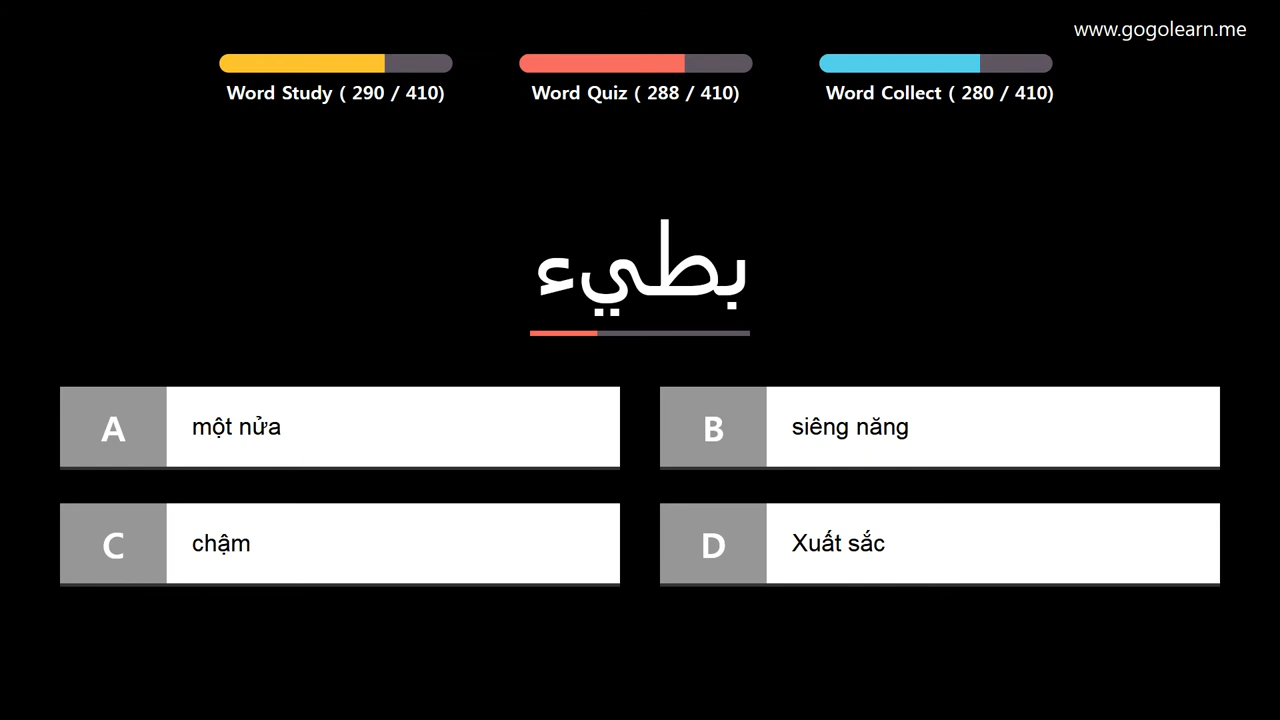 www.gogolearn.me
Word Study ( 290 / 410)
Word Quiz ( 288 / 410)
Word Collect ( 280 / 410)
بطيء
A
một nửa
B
siêng năng
C
chậm
D
Xuất sắc